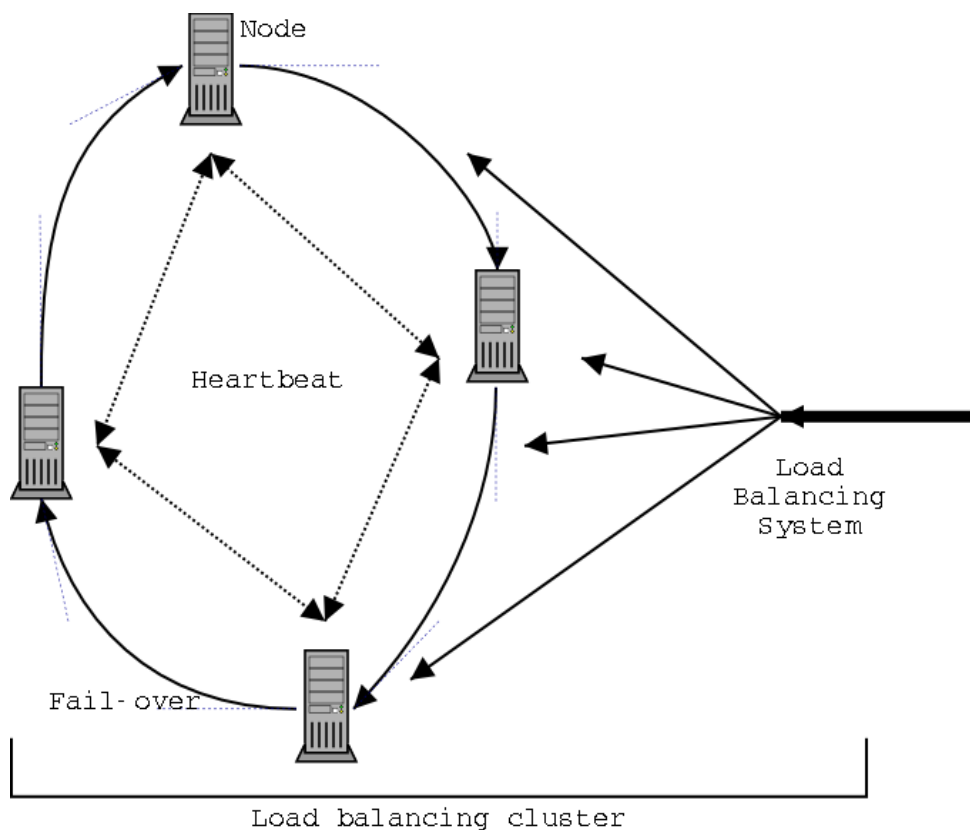 Node
Heartbeat
Load
Balancing
System
Fail-over
Load balancing cluster